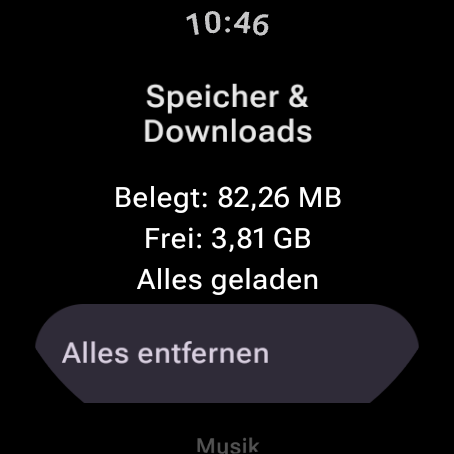 10:46
Speicher &
Downloads
Belegt: 82,26 MB
Frei: 3,81 GB
Alles geladen
Alles entfernen
Musik